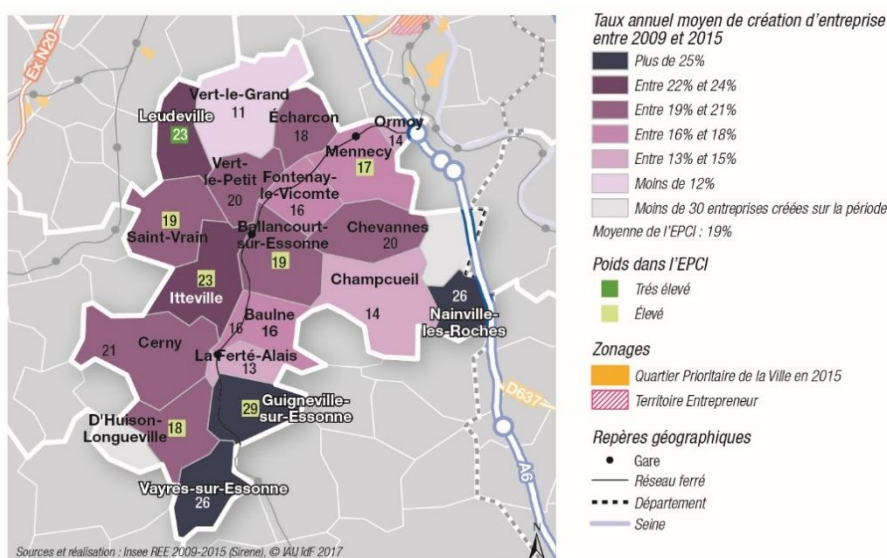 Ex N20
Vert-le-Grand
11
Leudeville
23
Écharcon
18
Ormoy
14
Mennecy
17
Vert-
le-Petit
20
Fontenay-
le-Vicomte
16
19
Saint-Vrain
Ballancourt-
sur-Essonne
19
Chevannes
20
23
Itteville
Champcueil
14
26
Nainville-
les-Roches
Baulne
16
16
Cerny
21
La Ferté-Alais
13
29
Guigneville-
sur-Essonne
D'Huison-
Longueville
18
Vayres-sur-Essonne
26
D637
A6
N
Sources et réalisation : Insee REE 2009-2015 (Sirene), © IAU îdF 2017
Taux annuel moyen de création d'entreprise
entre 2009 et 2015
Plus de 25%
Entre 22% et 24%
Entre 19% et 21%
Entre 16% et 18%
Entre 13% et 15%
Moins de 12%
Moins de 30 entreprises créées sur la période
Moyenne de l'EPCI : 19%
Poids dans l'EPCI
Trés élevé
Élevé
Zonages
Quartier Prioritaire de la Ville en 2015
Territoire Entrepreneur
Repères géographiques
Gare
Réseau ferré
Département
Seine